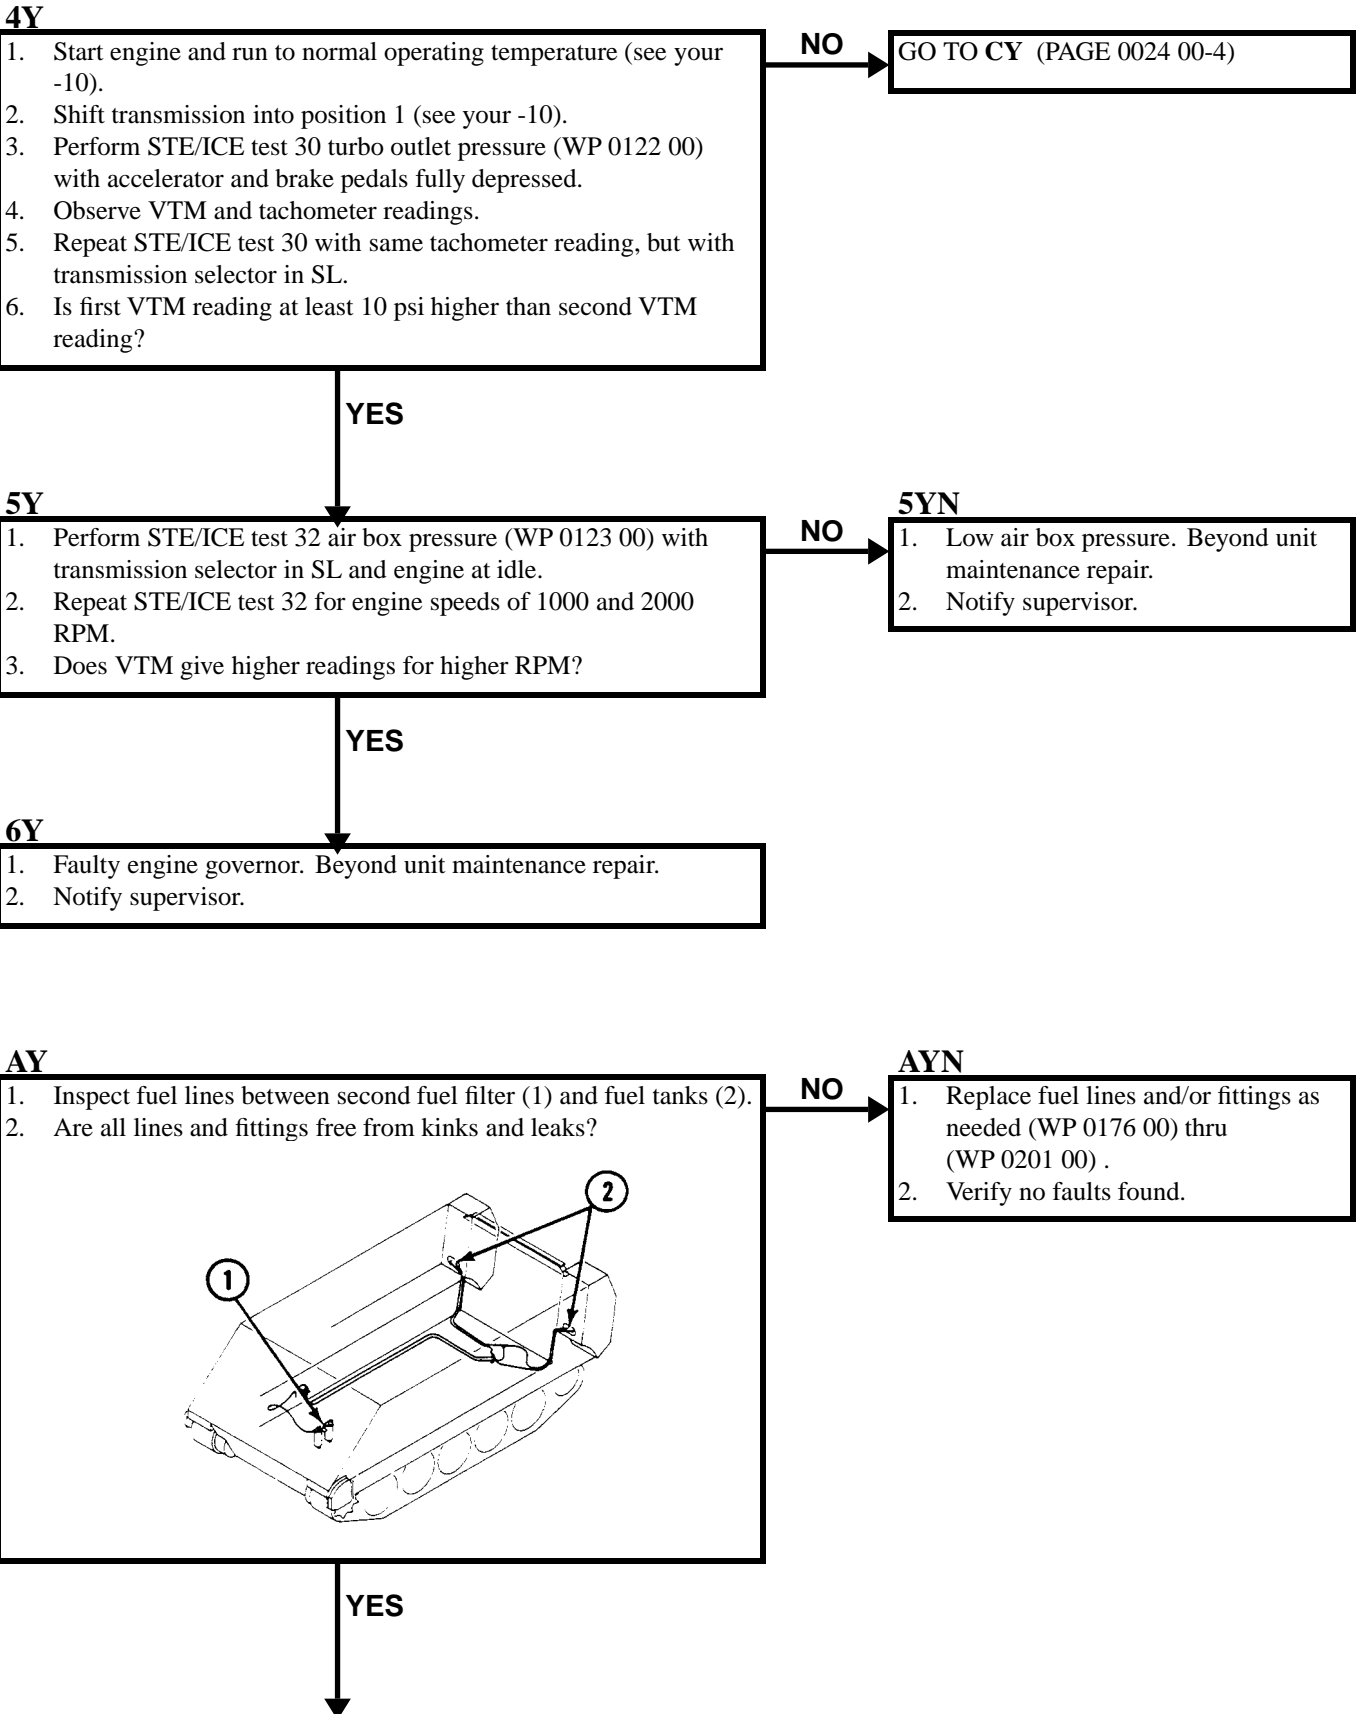 4Y
1. Start engine and run to normal operating temperature (see your
-10).
2. Shift transmission into position 1 (see your -10).
3. Perform STE/ICE test 30 turbo outlet pressure (WP 0122 00)
with accelerator and brake pedals fully depressed.
4. Observe VTM and tachometer readings.
5. Repeat STE/ICE test 30 with same tachometer reading, but with
transmission selector in SL.
6. Is first VTM reading at least 10 psi higher than second VTM
reading?
NO
GO TO CY (PAGE 0024 00-4)
YES
5Y
1. Perform STE/ICE test 32 air box pressure (WP 0123 00) with
transmission selector in SL and engine at idle.
2. Repeat STE/ICE test 32 for engine speeds of 1000 and 2000
RPM.
3. Does VTM give higher readings for higher RPM?
NO
5YN
1. Low air box pressure. Beyond unit
maintenance repair.
2. Notify supervisor.
YES
6Y
1. Faulty engine governor. Beyond unit maintenance repair.
2. Notify supervisor.
AY
1. Inspect fuel lines between second fuel filter (1) and fuel tanks (2).
2. Are all lines and fittings free from kinks and leaks?
2
1
NO
AYN
1. Replace fuel lines and/or fittings as
needed (WP 0176 00) thru
(WP 0201 00) .
2. Verify no faults found.
YES